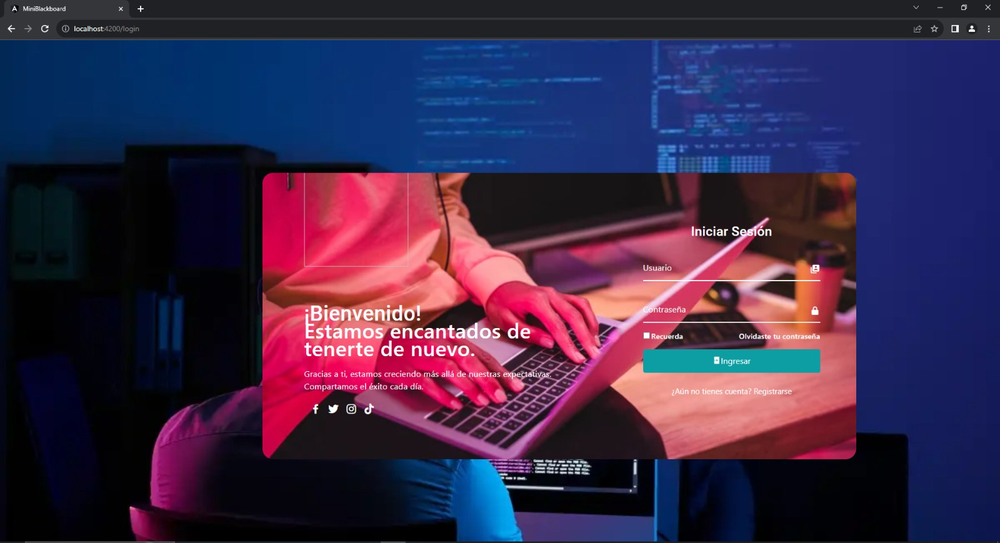 MiniBlackboard
localhost:4200/login
Iniciar Sesión
Usuario
Contraseña
¡Bienvenido!
Estamos encantados de
tenerte de nuevo.
Recuerda
Olvidaste tu contraseña
Ingresar
Gracias a ti, estamos creciendo más allá de nuestras expectativas.
Compartamos el éxito cada día.
¿Aún no tienes cuenta? Registrarse